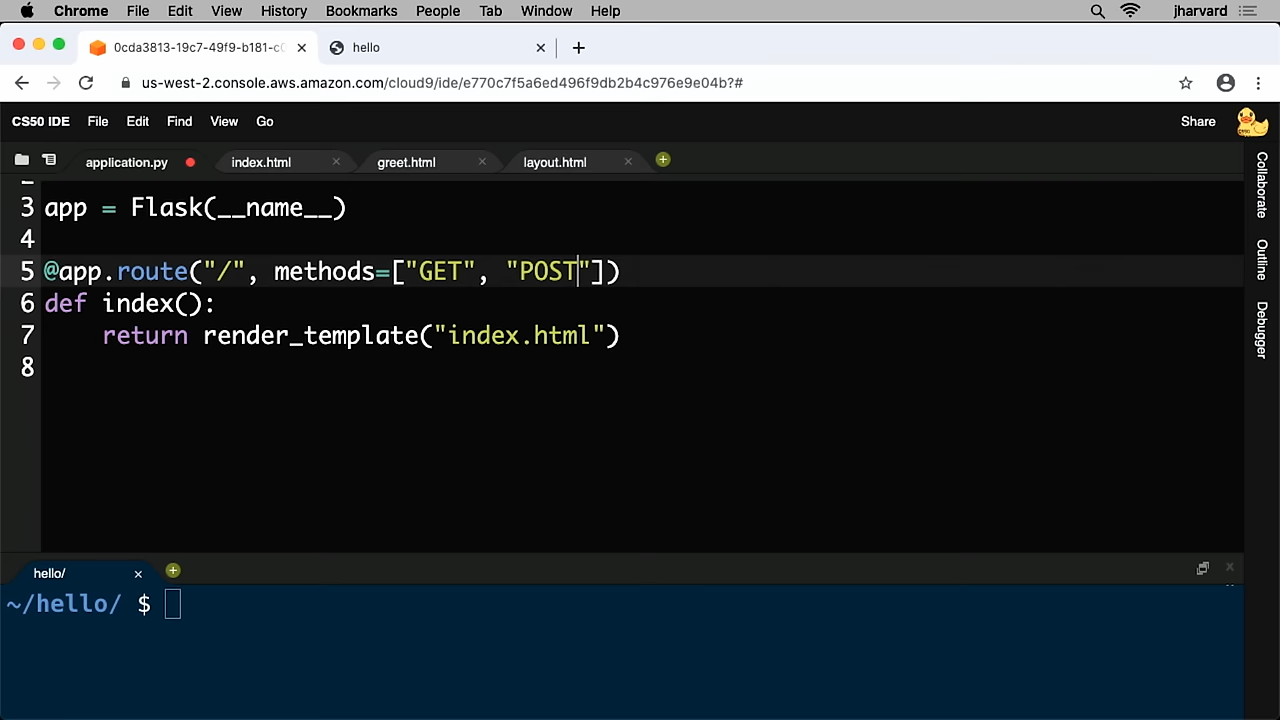 Chrome File Edit View History Bookmarks People Tab Window Help jharvard
0cda3813-19c7-49f9-b181-c hello
us-west-2.console.aws.amazon.com/cloud9/ide/e770c7f5a6ed496f9db2b4c976e9e04b?#
CS50 IDE File Edit Find View Go Share
application.py index.html greet.html layout.html
Collaborate
Outline
Debugger
3 app = Flask(__name__)
4
5 @app.route("/", methods=["GET", "POST"])
6 def index():
7 return render_template("index.html")
8
hello/
~/hello/ $